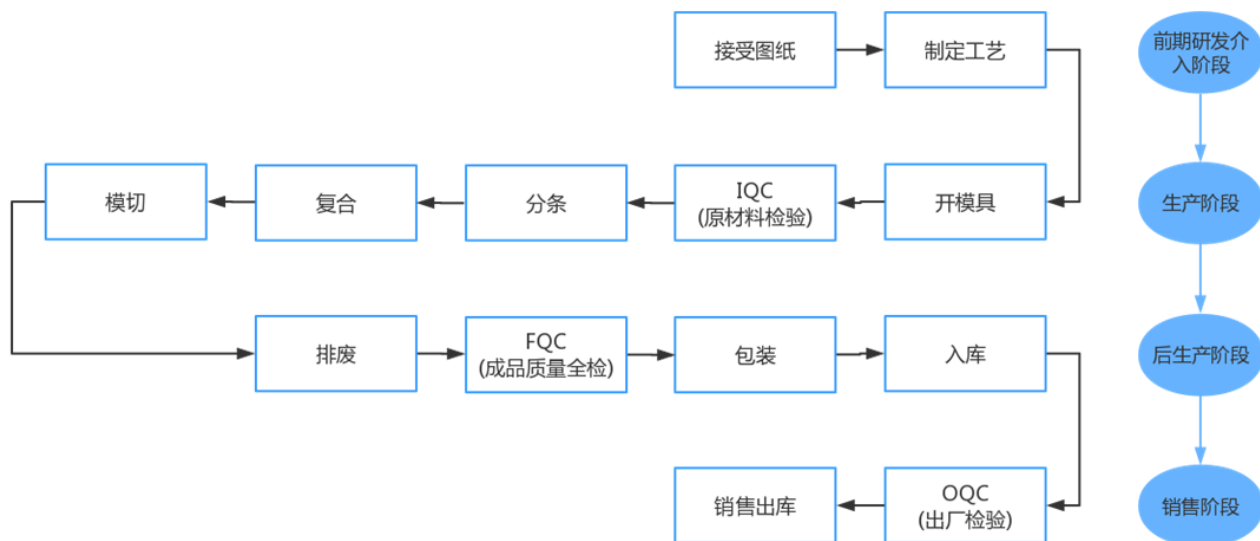 接受图纸
制定工艺
前期研发介
入阶段
模切
复合
分条
IQC
(原材料检验)
开模具
生产阶段
排废
FQC
(成品质量全检)
包装
入库
后生产阶段
销售出库
OQC
(出厂检验)
销售阶段